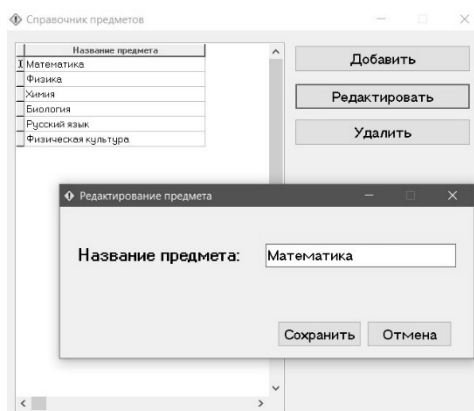 Справочник предметов
Название предмета
Математика
Физика
Химия
Биология
Русский язык
Физическая культура
Добавить
Редактировать
Удалить
Редактирование предмета
Название предмета:
Математика
Сохранить
Отмена